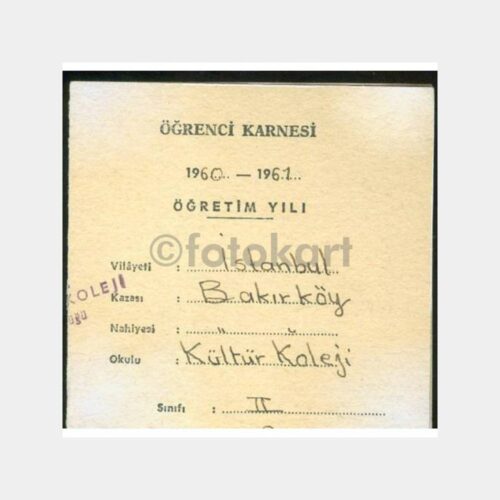 ÖĞRENCİ KARNESİ
1960 — 1961
ÖĞRETİM YILI
©fotokart
Vilâyeti : İstanbul
KOLEJİ
Kazası : Bakırköy
Nahiyesi : " "
Okulu : Kültür Koleji
Sınıfı : II